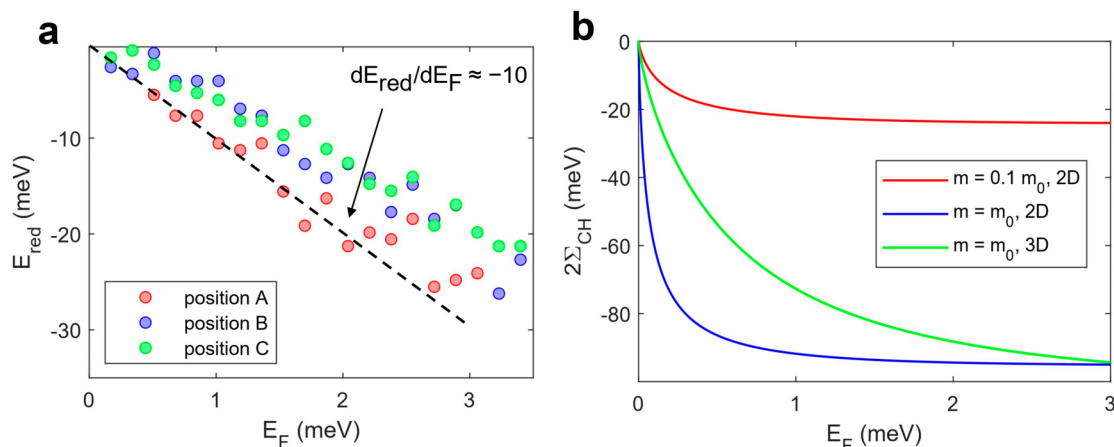 a
dE_red/dE_F ≈ −10
E_red (meV)
-10
-20
-30
position A
position B
position C
0
1
2
3
E_F (meV)
b
2Σ_CH (meV)
0
-20
-40
-60
-80
m = 0.1 m_0, 2D
m = m_0, 2D
m = m_0, 3D
0
1
2
3
E_F (meV)